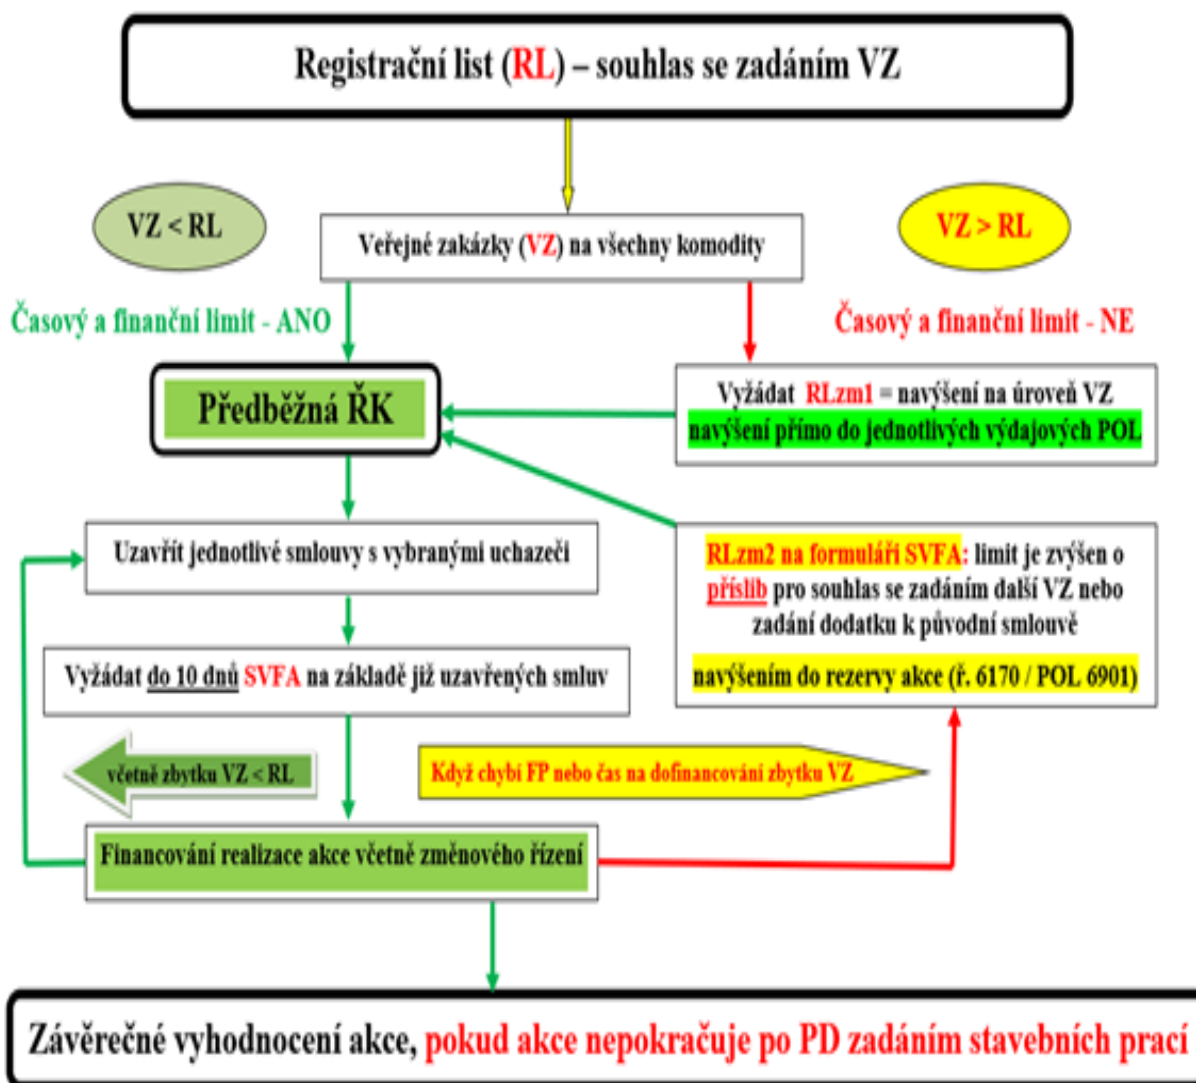 Registrační list (RL) – souhlas se zadáním VZ
VZ < RL
VZ > RL
Veřejné zakázky (VZ) na všechny komodity
Časový a finanční limit - ANO
Časový a finanční limit - NE
Předběžná ŘK
Vyžádat RLzm1 = navýšení na úroveň VZ
navýšení přímo do jednotlivých výdajových POL
Uzavřít jednotlivé smlouvy s vybranými uchazeči
RLzm2 na formuláři SVFA: limit je zvýšen o
příslib pro souhlas se zadáním další VZ nebo
zadání dodatku k původní smlouvě
navýšením do rezervy akce (ř. 6170 / POL 6901)
Vyžádat do 10 dnů SVFA na základě již uzavřených smluv
včetně zbytku VZ < RL
Když chybí FP nebo čas na dofinancování zbytku VZ
Financování realizace akce včetně změnového řízení
Závěrečné vyhodnocení akce, pokud akce nepokračuje po PD zadáním stavebních prací